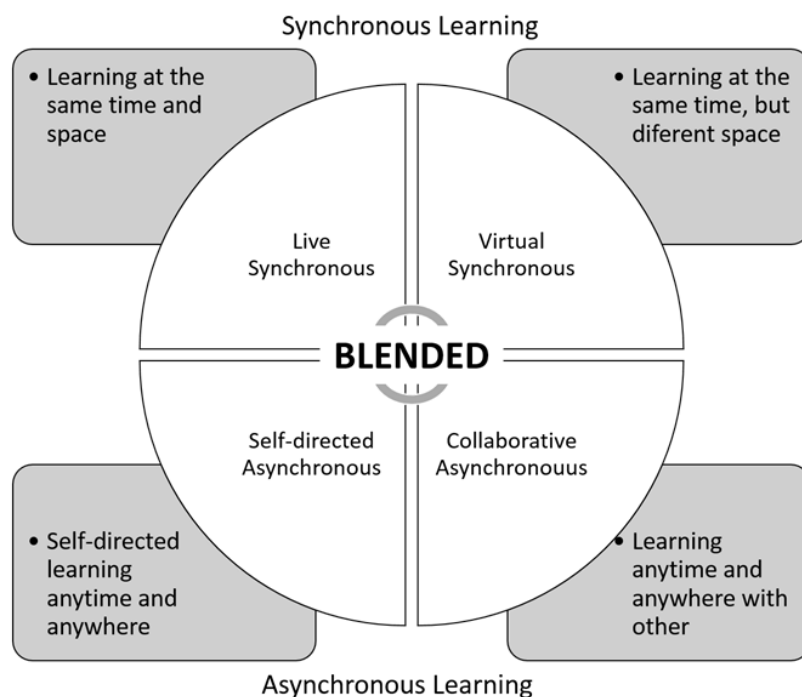 Synchronous Learning
• Learning at the
same time and
space
• Learning at the
same time, but
diferent space
Live
Synchronous
Virtual
Synchronous
BLENDED
Self-directed
Asynchronous
Collaborative
Asynuchronouus
• Self-directed
learning
anytime and
anywhere
• Learning
anytime and
anywhere with
other
Asynchronous Learning